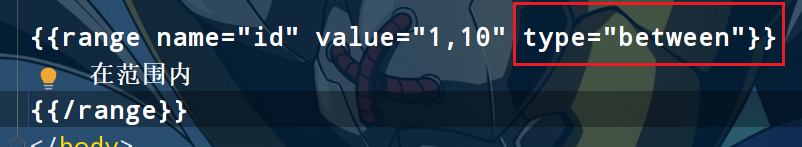 {{range name="id" value="1,10" type="between"}}
在范围内
{{/range}}
</body>